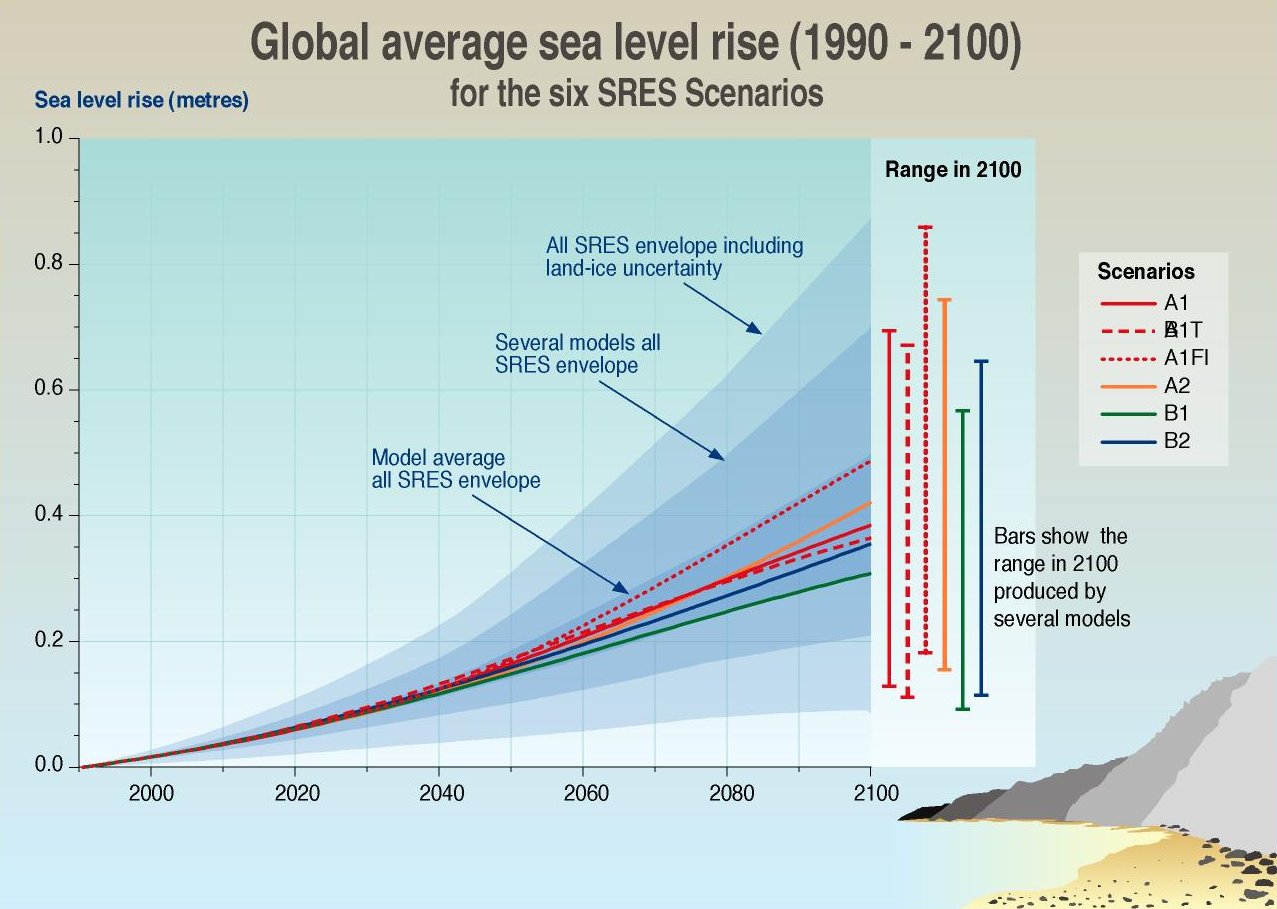 Global average sea level rise (1990 - 2100)
for the six SRES Scenarios
Sea level rise (metres)
1.0
0.8
0.6
0.4
0.2
0.0
2000
2020
2040
2060
2080
2100
All SRES envelope including
land-ice uncertainty
Several models all
SRES envelope
Model average
all SRES envelope
Range in 2100
Bars show the
range in 2100
produced by
several models
Scenarios
A1
A1T
A1FI
A2
B1
B2